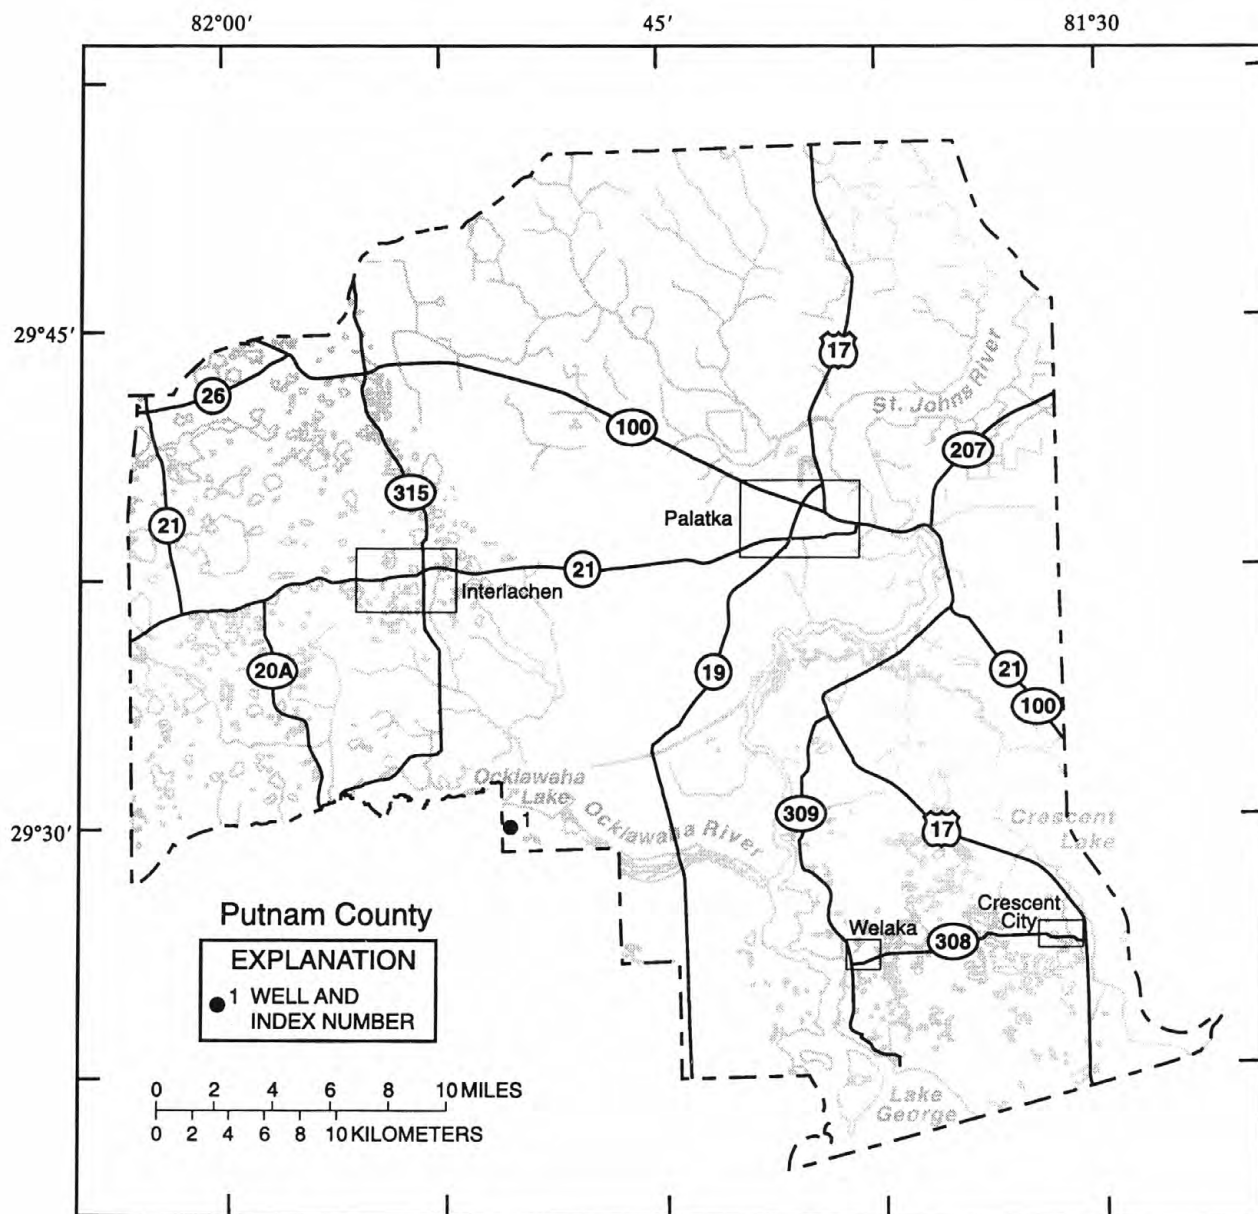 82°00′
45′
81°30′
29°45′
17
St. Johns River
26
100
207
315
21
Palatka
21
Interlachen
20A
19
21
100
Ocklawaha
Lake
1
Ocklawaha River
309
17
Crescent
Lake
29°30′
Putnam County
Crescent
City
Welaka
308
EXPLANATION
1 WELL AND
INDEX NUMBER
0 2 4 6 8 10 MILES
0 2 4 6 8 10 KILOMETERS
Lake
George